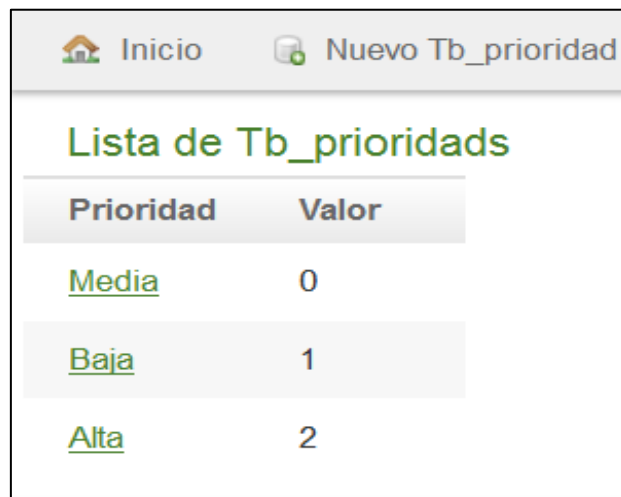 Inicio Nuevo Tb_prioridad
Lista de Tb_prioridads
Prioridad Valor
Media 0
Baja 1
Alta 2